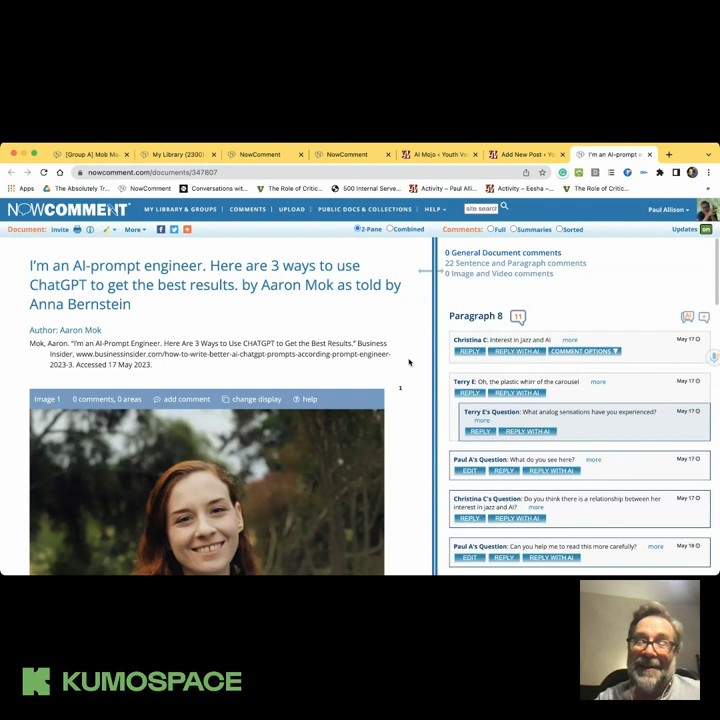 [Group A] Mob Me
My Library (2300)
NowComment
NowComment
AI Mojo ‹ Youth Vo
Add New Post ‹ Yo
I'm an AI-prompt e
nowcomment.com/documents/347807
Apps
The Absolutely Tr...
NowComment
Conversations wit...
The Role of Critic...
500 Internal Serve...
Activity – Paul Alli...
Activity – Eesha –...
The Role of Critic...
NOWCOMMENT
MY LIBRARY & GROUPS
COMMENTS
UPLOAD
PUBLIC DOCS & COLLECTIONS
HELP
site search
Paul Allison
Document: Invite
More
2-Pane
Combined
Comments: Full Summaries Sorted
Updates on
I'm an AI-prompt engineer. Here are 3 ways to use
ChatGPT to get the best results. by Aaron Mok as told by
Anna Bernstein
Author: Aaron Mok
Mok, Aaron. "I'm an AI-Prompt Engineer. Here Are 3 Ways to Use CHATGPT to Get the Best Results." Business
Insider, www.businessinsider.com/how-to-write-better-ai-chatgpt-prompts-according-prompt-engineer-
2023-3. Accessed 17 May 2023.
1
Image 1 0 comments, 0 areas add comment change display help
0 General Document comments
22 Sentence and Paragraph comments
0 Image and Video comments
Paragraph 8 11
Christina C: Interest in jazz and AI more May 17
REPLY REPLY WITH AI COMMENT OPTIONS
Terry E: Oh, the plastic whirr of the carousel more May 17
REPLY REPLY WITH AI
Terry E's Question: What analog sensations have you experienced? May 17
more
REPLY REPLY WITH AI
Paul A's Question: What do you see here? more May 17
EDIT REPLY REPLY WITH AI
Christina C's Question: Do you think there is a relationship between her May 17
interest in jazz and AI? more
REPLY REPLY WITH AI
Paul A's Question: Can you help me to read this more carefully? more May 18
EDIT REPLY REPLY WITH AI
KUMOSPACE